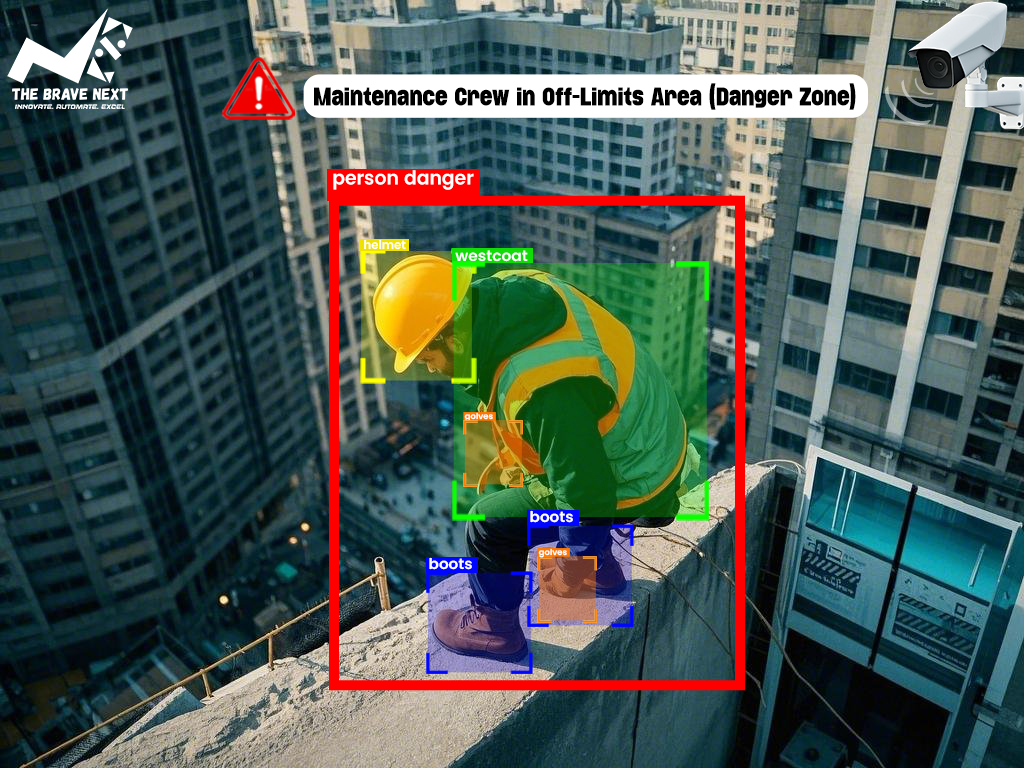 THE BRAVE NEXT
INNOVATE. AUTOMATE. EXCEL
Maintenance Crew in Off-Limits Area (Danger Zone)
person danger
helmet
westcoat
golves
boots
golves
boots